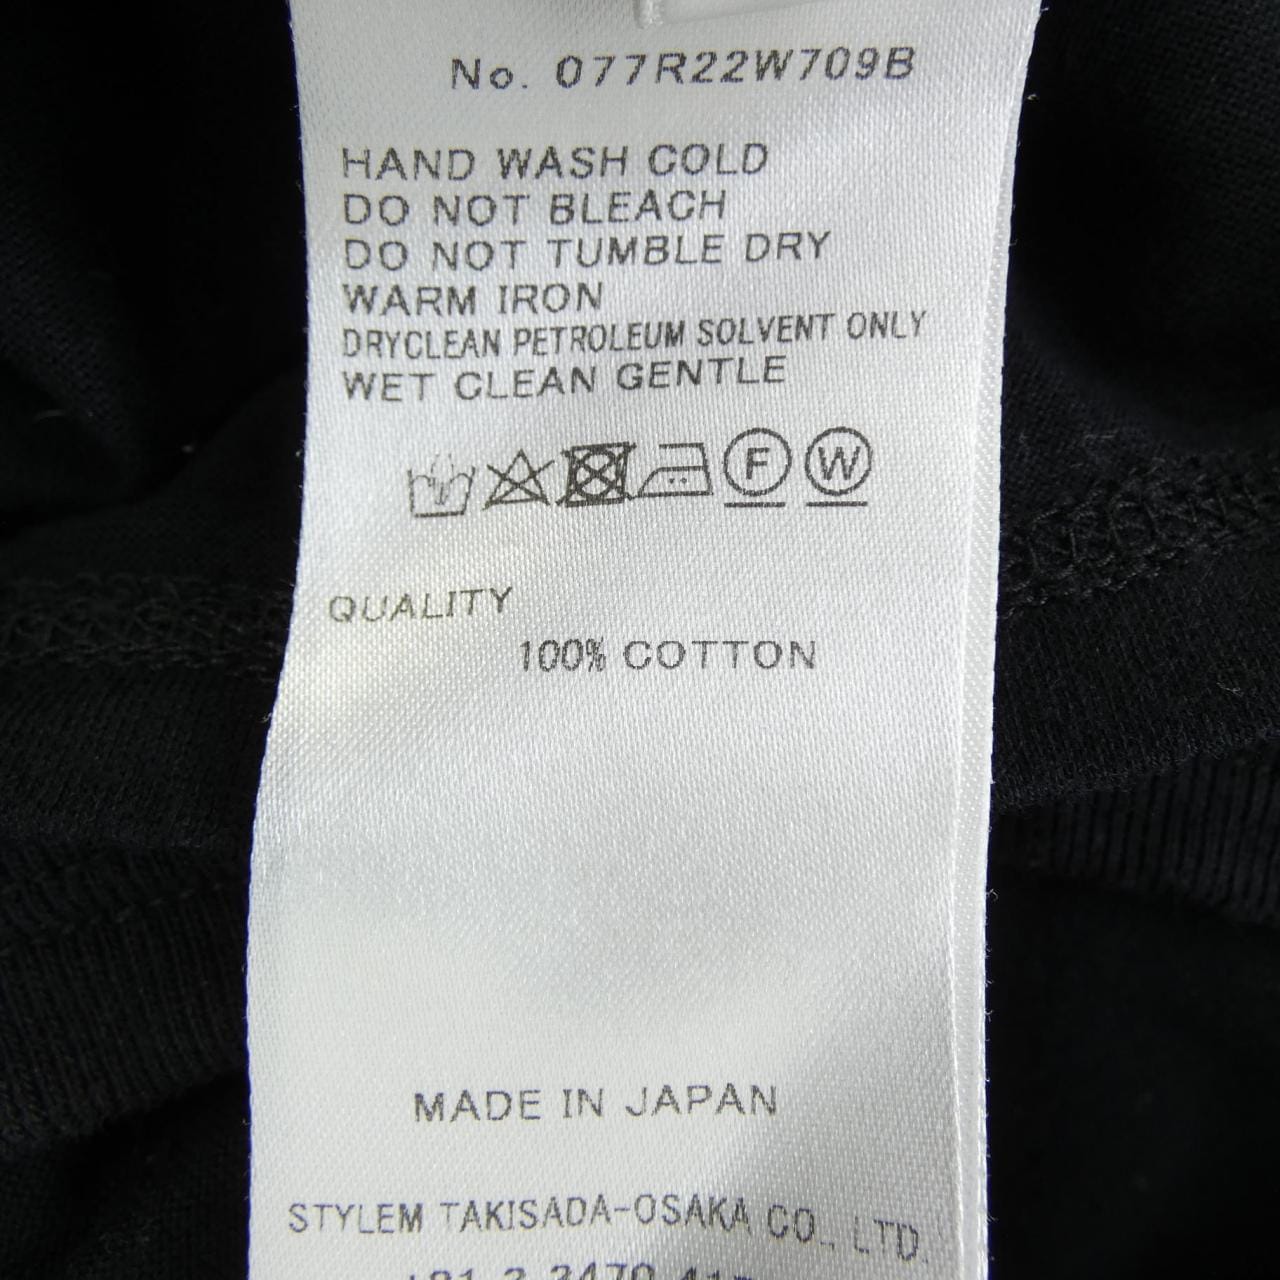 No. 077R22W709B
HAND WASH COLD
DO NOT BLEACH
DO NOT TUMBLE DRY
WARM IRON
DRYCLEAN PETROLEUM SOLVENT ONLY
WET CLEAN GENTLE
F W
QUALITY
100% COTTON
MADE IN JAPAN
STYLEM TAKISADA-OSAKA CO., LTD.